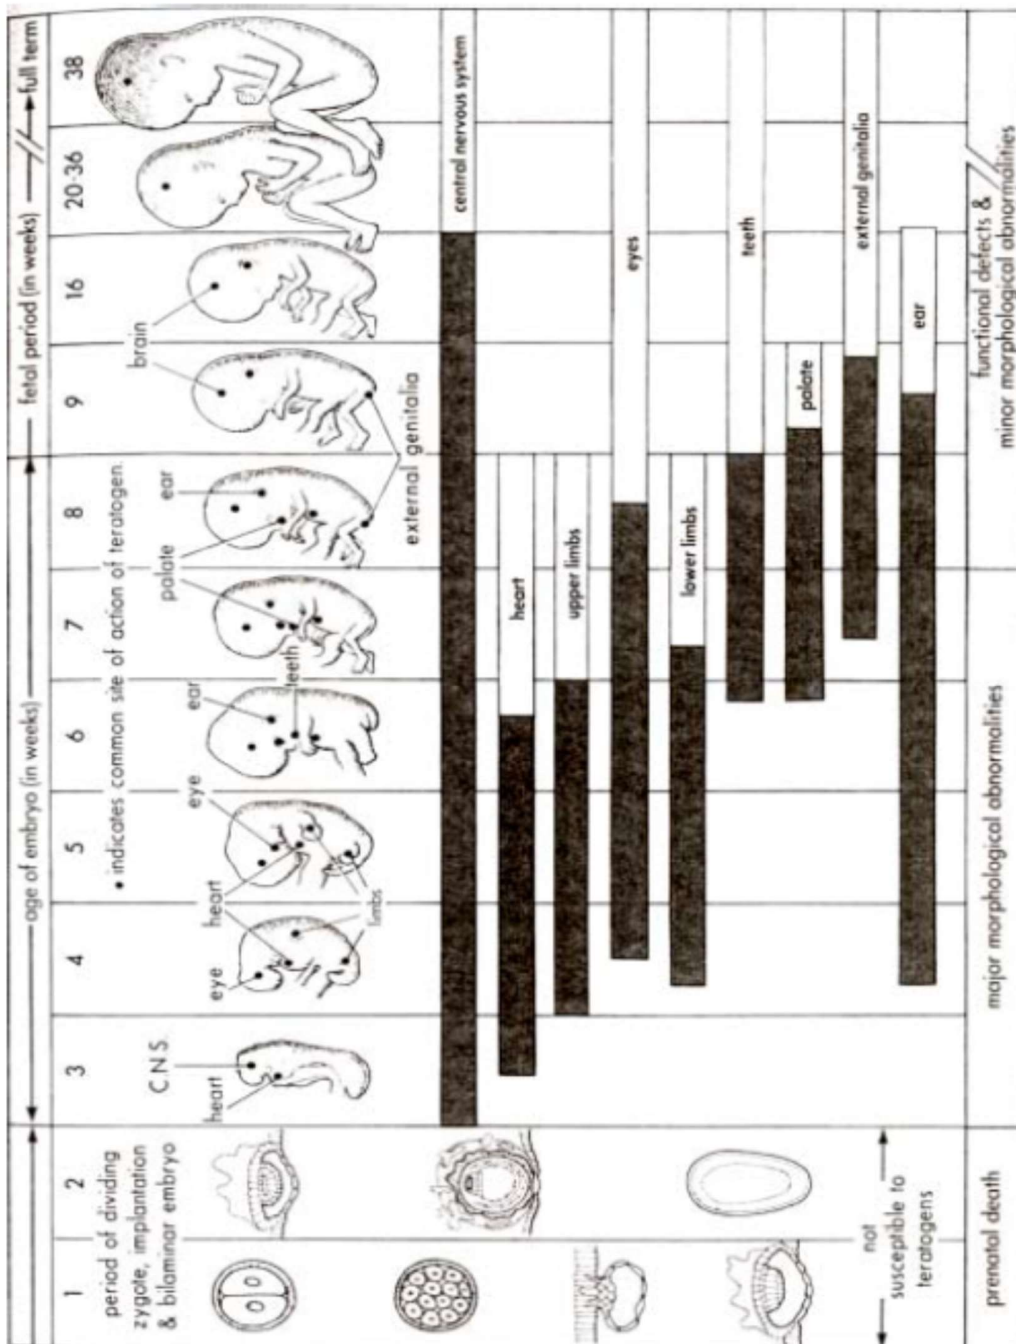 age of embryo (in weeks)
fetal period (in weeks)
full term
1
2
3
4
5
6
7
8
9
16
20-36
38
period of dividing
zygote, implantation
& bilaminar embryo
• indicates common site of action of teratogen.
C.N.S.
heart
eye
heart
limbs
eye
ear
teeth
palate
ear
brain
external genitalia
central nervous system
heart
upper limbs
eyes
lower limbs
teeth
palate
external genitalia
ear
not
susceptible to
teratogens
prenatal death
major morphological abnormalities
functional defects &
minor morphological abnormalities